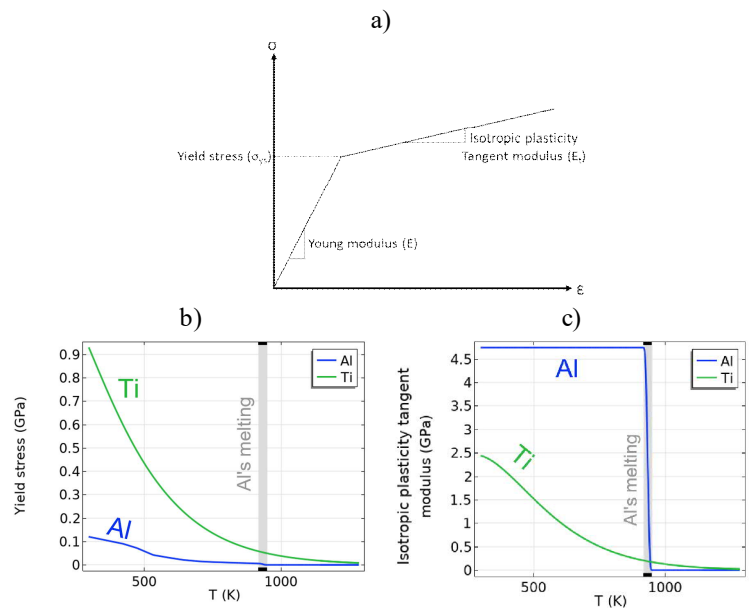 a)
σ
Yield stress (σys)
Isotropic plasticity
Tangent modulus (Et)
Young modulus (E)
ε
b)
0.9
0.8
0.7
0.6
0.5
0.4
0.3
0.2
0.1
0
Yield stress (GPa)
Ti
Al
Al's melting
Al
Ti
500
1000
T (K)
c)
4.5
4
3.5
3
2.5
2
1.5
1
0.5
0
Isotropic plasticity tangent
modulus (GPa)
Al
Ti
Al's melting
Al
Ti
500
1000
T (K)